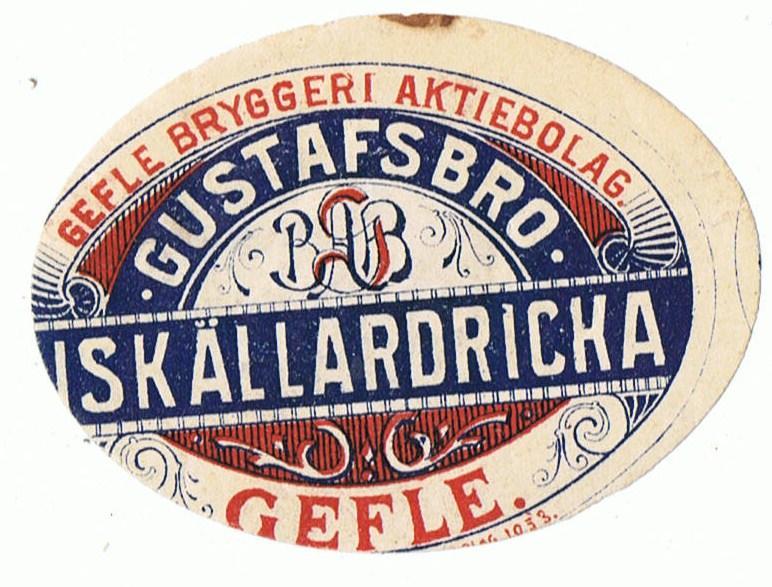 GEFLE BRYGGERI AKTIEBOLAG.
·GUSTAFSBRO·
ISKÄLLARDRICKA
GEFLE.